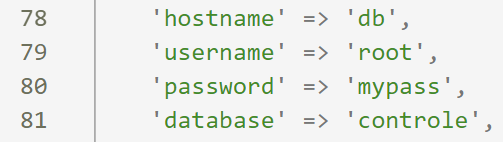 78 'hostname' => 'db',
79 'username' => 'root',
80 'password' => 'mypass',
81 'database' => 'controle',